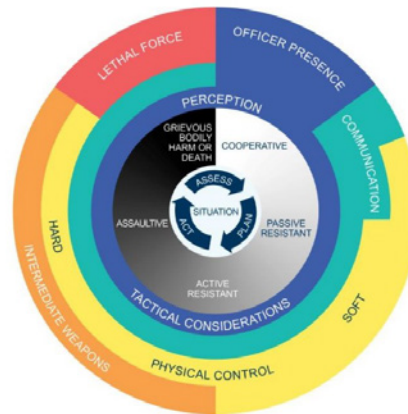 LETHAL FORCE
OFFICER PRESENCE
COMMUNICATION
PERCEPTION
GRIEVOUS
BODILY
HARM OR
DEATH
COOPERATIVE
ASSESS
SITUATION
ACT
PLAN
ASSAULTIVE
PASSIVE
RESISTANT
ACTIVE
RESISTANT
TACTICAL CONSIDERATIONS
HARD
SOFT
INTERMEDIATE WEAPONS
PHYSICAL CONTROL